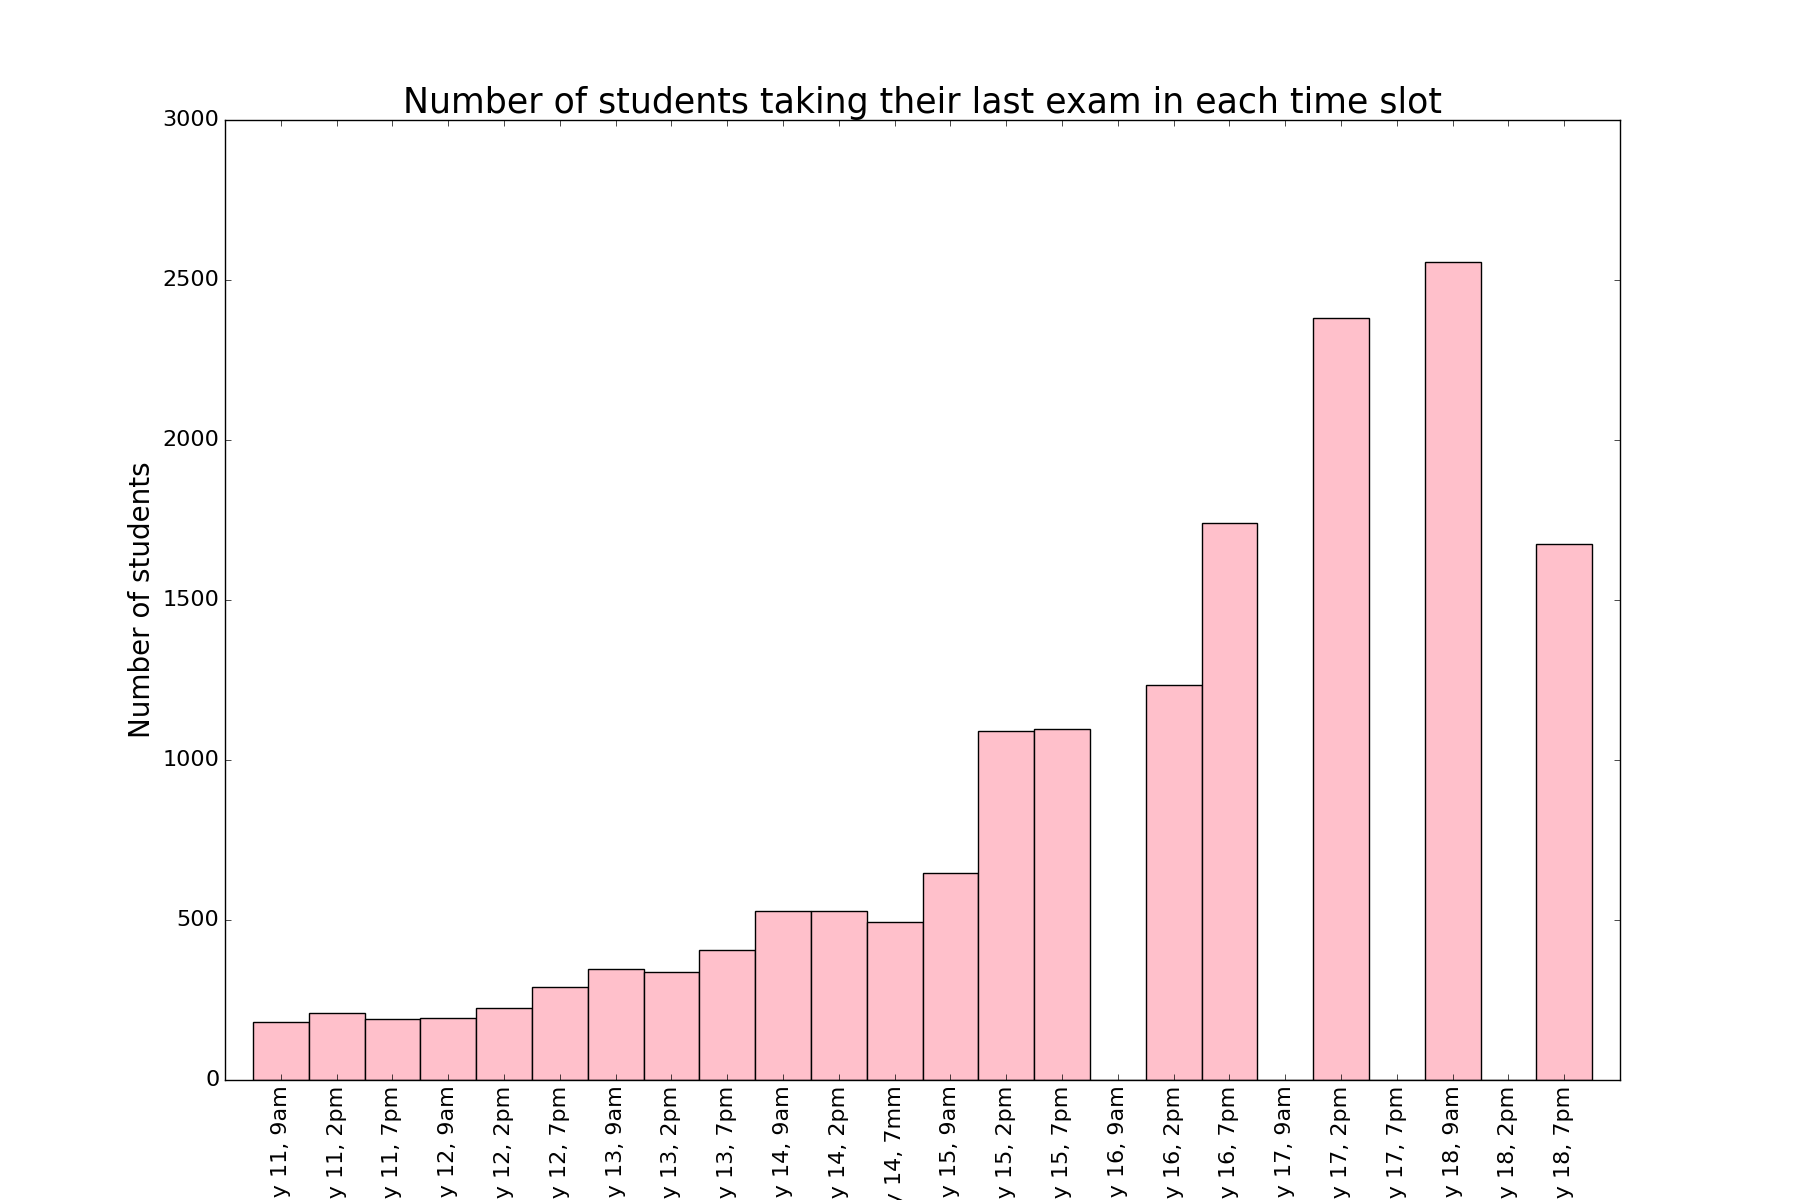 Number of students taking their last exam in each time slot
Number of students
3000
2500
2000
1500
1000
500
0
y 11, 9am
y 11, 2pm
y 11, 7pm
y 12, 9am
y 12, 2pm
y 12, 7pm
y 13, 9am
y 13, 2pm
y 13, 7pm
y 14, 9am
y 14, 2pm
y 14, 7mm
y 15, 9am
y 15, 2pm
y 15, 7pm
y 16, 9am
y 16, 2pm
y 16, 7pm
y 17, 9am
y 17, 2pm
y 17, 7pm
y 18, 9am
y 18, 2pm
y 18, 7pm